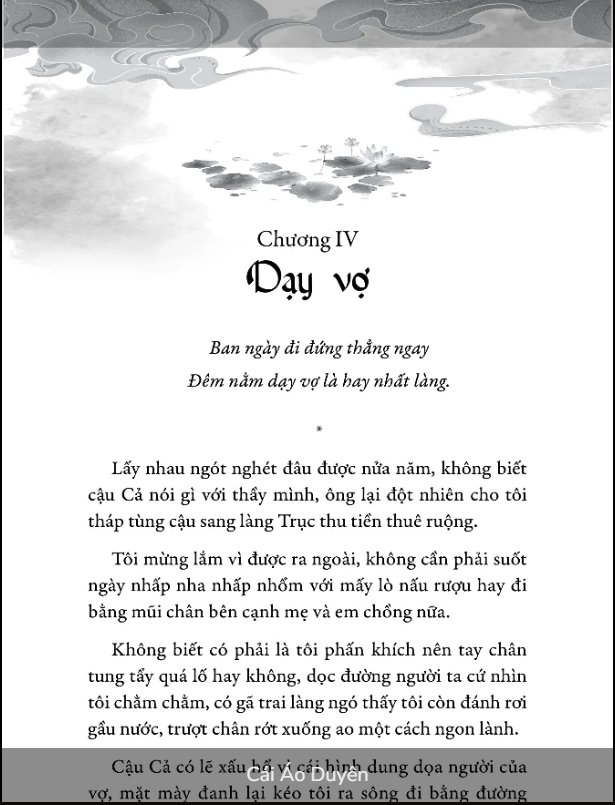 Chương IV
Dạy vợ
Ban ngày đi đứng thẳng ngay
Đêm nằm dạy vợ là hay nhất làng.
*
Lấy nhau ngót nghét đâu được nửa năm, không biết
cậu Cả nói gì với thầy mình, ông lại đột nhiên cho tôi
tháp tùng cậu sang làng Trục thu tiền thuê ruộng.
Tôi mừng lắm vì được ra ngoài, không cần phải suốt
ngày nhấp nha nhấp nhổm với mấy lò nấu rượu hay đi
bằng mũi chân bên cạnh mẹ và em chồng nữa.
Không biết có phải là tôi phấn khích nên tay chân
tung tẩy quá lố hay không, dọc đường người ta cứ nhìn
tôi chằm chằm, có gã trai làng ngó thấy tôi còn đánh rơi
gầu nước, trượt chân rớt xuống ao một cách ngon lành.
Cậu Cả có lẽ xấu hổ vì cái hình dung dọa người của
Cái Áo Duyên
vợ, mặt mày đanh lại kéo tôi ra sông đi bằng đường